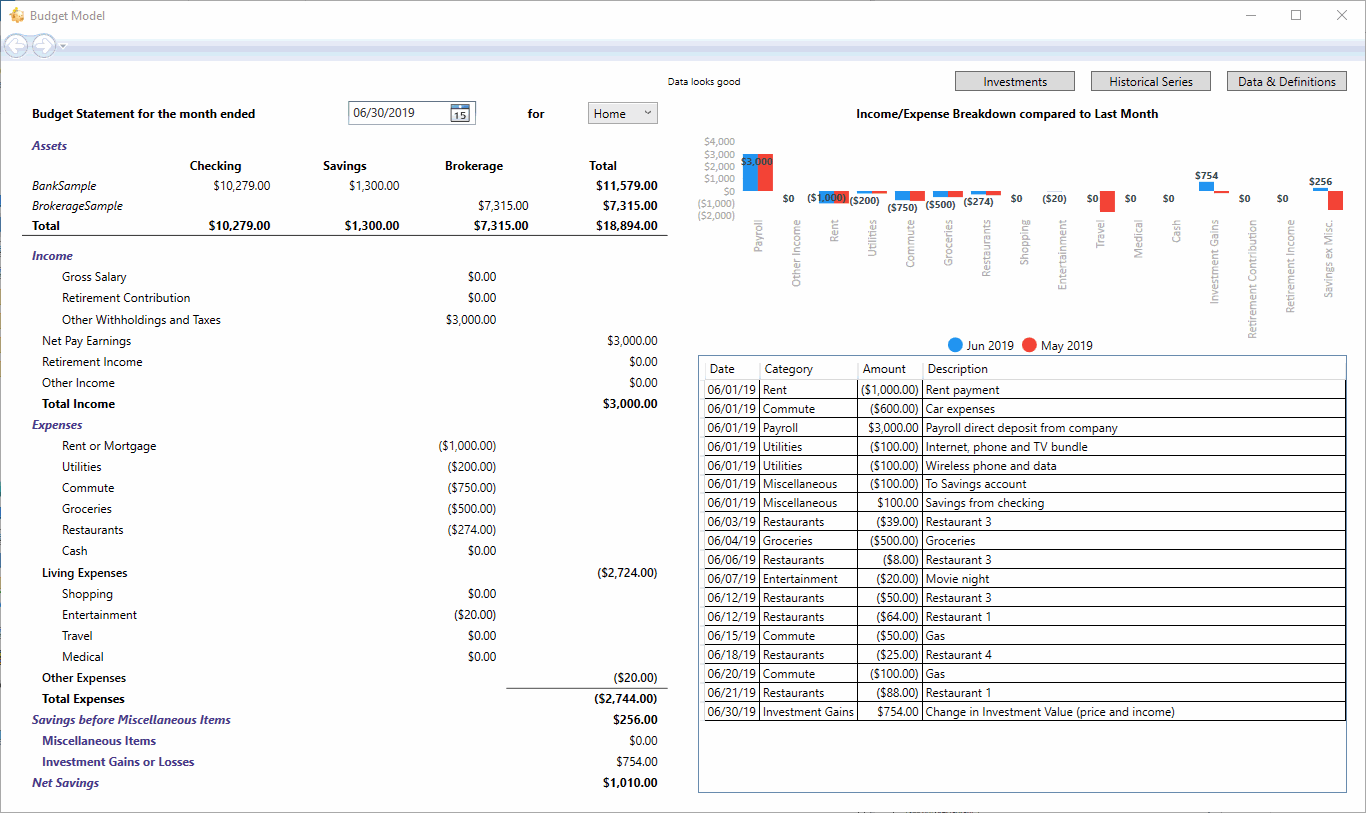 Budget Model
Data looks good
Investments Historical Series Data & Definitions
Budget Statement for the month ended 06/30/2019 15 for Home
Assets
Checking Savings Brokerage Total
BankSample $10,279.00 $1,300.00 $11,579.00
BrokerageSample $7,315.00 $7,315.00
Total $10,279.00 $1,300.00 $7,315.00 $18,894.00
Income
Gross Salary $0.00
Retirement Contribution $0.00
Other Withholdings and Taxes $3,000.00
Net Pay Earnings $3,000.00
Retirement Income $0.00
Other Income $0.00
Total Income $3,000.00
Expenses
Rent or Mortgage ($1,000.00)
Utilities ($200.00)
Commute ($750.00)
Groceries ($500.00)
Restaurants ($274.00)
Cash $0.00
Living Expenses ($2,724.00)
Shopping $0.00
Entertainment ($20.00)
Travel $0.00
Medical $0.00
Other Expenses ($20.00)
Total Expenses ($2,744.00)
Savings before Miscellaneous Items $256.00
Miscellaneous Items $0.00
Investment Gains or Losses $754.00
Net Savings $1,010.00
Income/Expense Breakdown compared to Last Month
$4,000
$3,000
$2,000
$1,000
$0
($1,000)
($2,000)
$3,000 $0 ($1,000) ($200) ($750) ($500) ($274) $0 ($20) $0 $0 $0 $754 $0 $0 $256
Payroll
Other Income
Rent
Utilities
Commute
Groceries
Restaurants
Shopping
Entertainment
Travel
Medical
Cash
Investment Gains
Retirement Contribution
Retirement Income
Savings ex Misc.
Jun 2019 May 2019
Date Category Amount Description
06/01/19 Rent ($1,000.00) Rent payment
06/01/19 Commute ($600.00) Car expenses
06/01/19 Payroll $3,000.00 Payroll direct deposit from company
06/01/19 Utilities ($100.00) Internet, phone and TV bundle
06/01/19 Utilities ($100.00) Wireless phone and data
06/01/19 Miscellaneous ($100.00) To Savings account
06/01/19 Miscellaneous $100.00 Savings from checking
06/03/19 Restaurants ($39.00) Restaurant 3
06/04/19 Groceries ($500.00) Groceries
06/06/19 Restaurants ($8.00) Restaurant 3
06/07/19 Entertainment ($20.00) Movie night
06/12/19 Restaurants ($50.00) Restaurant 3
06/12/19 Restaurants ($64.00) Restaurant 1
06/15/19 Commute ($50.00) Gas
06/18/19 Restaurants ($25.00) Restaurant 4
06/20/19 Commute ($100.00) Gas
06/21/19 Restaurants ($88.00) Restaurant 1
06/30/19 Investment Gains $754.00 Change in Investment Value (price and income)